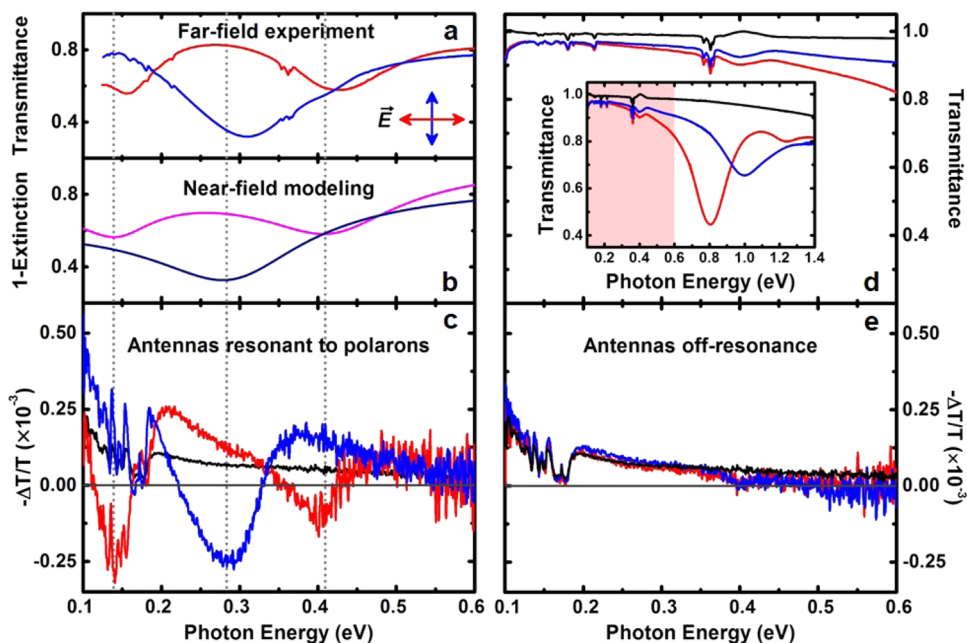 a
Far-field experiment
Transmittance
0.8
0.4
E
b
Near-field modeling
1-Extinction
0.8
0.4
c
Antennas resonant to polarons
-ΔT/T (×10⁻³)
0.50
0.25
0.00
-0.25
0.1 0.2 0.3 0.4 0.5 0.6
Photon Energy (eV)
1.0
0.8
0.6
0.4
Transmittance
d
1.0
0.8
0.6
0.4
Transmittance
0.2 0.4 0.6 0.8 1.0 1.2 1.4
Photon Energy (eV)
e
Antennas off-resonance
0.50
0.25
0.00
-0.25
-ΔT/T (×10⁻³)
0.1 0.2 0.3 0.4 0.5 0.6
Photon Energy (eV)